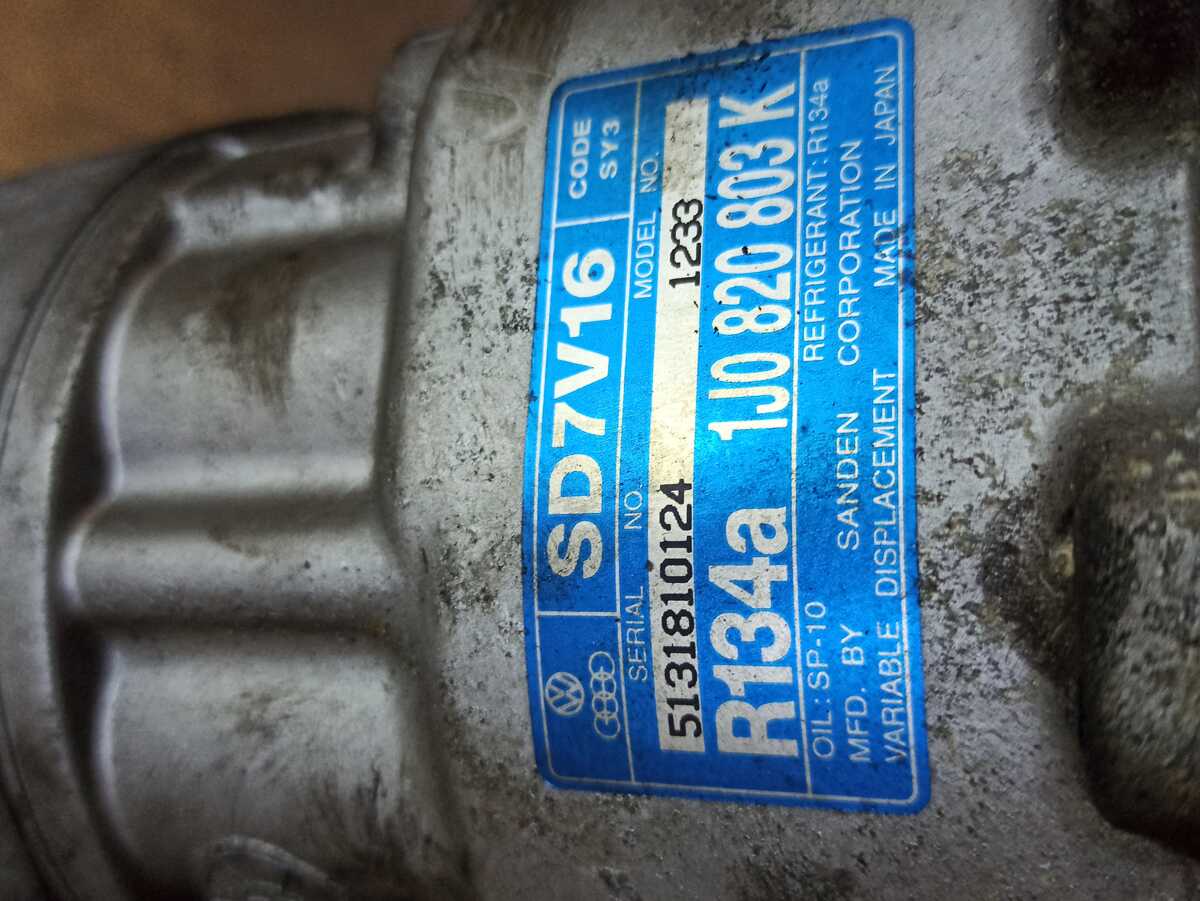 SD7V16
CODE
SY3
SERIAL NO.
MODEL NO.
5131810124
1233
R134a 1J0 820 803 K
OIL: SP-10
REFRIGERANT: R134a
MFD. BY SANDEN CORPORATION
VARIABLE DISPLACEMENT MADE IN JAPAN